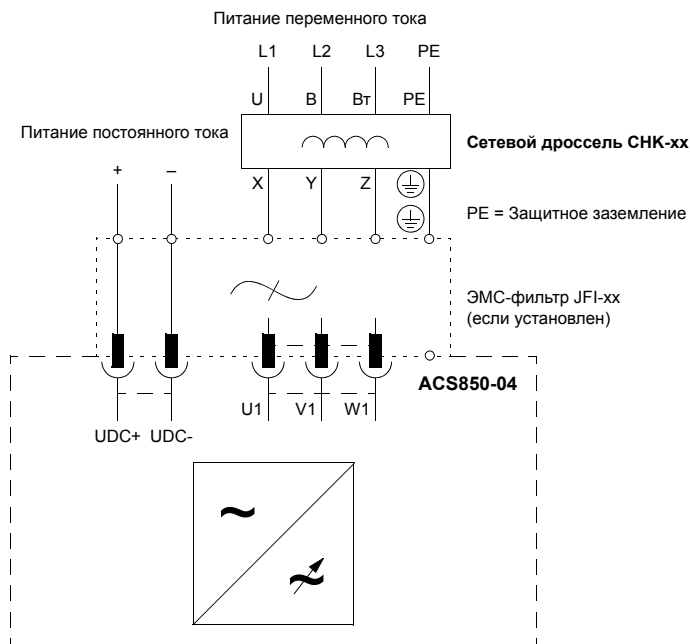 Питание переменного тока
L1 L2 L3 PE
U В Вт PE
Питание постоянного тока
Сетевой дроссель CHK-xx
+ –
X Y Z
PE = Защитное заземление
ЭМС-фильтр JFI-xx
(если установлен)
ACS850-04
U1 V1 W1
UDC+ UDC-